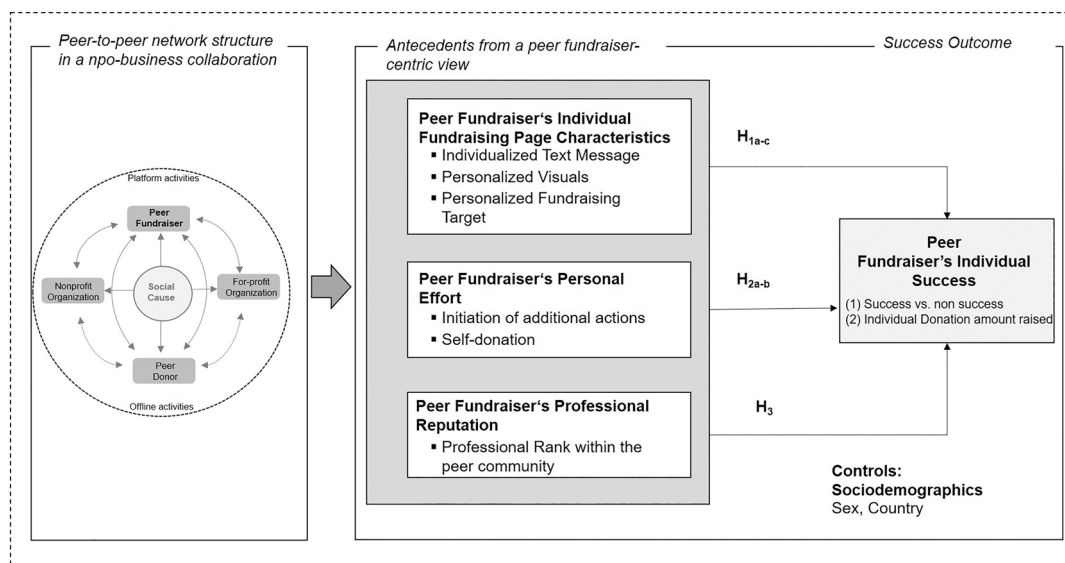 Peer-to-peer network structure
in a npo-business collaboration
Platform activities
Peer
Fundraiser
Nonprofit
Organization
Social
Cause
For-profit
Organization
Peer
Donor
Offline activities
Antecedents from a peer fundraiser-
centric view
Success Outcome
Peer Fundraiser‘s Individual
Fundraising Page Characteristics
▪ Individualized Text Message
▪ Personalized Visuals
▪ Personalized Fundraising
Target
Peer Fundraiser‘s Personal
Effort
▪ Initiation of additional actions
▪ Self-donation
Peer Fundraiser‘s Professional
Reputation
▪ Professional Rank within the
peer community
H1a-c
H2a-b
H3
Peer
Fundraiser’s Individual
Success
(1) Success vs. non success
(2) Individual Donation amount raised
Controls:
Sociodemographics
Sex, Country